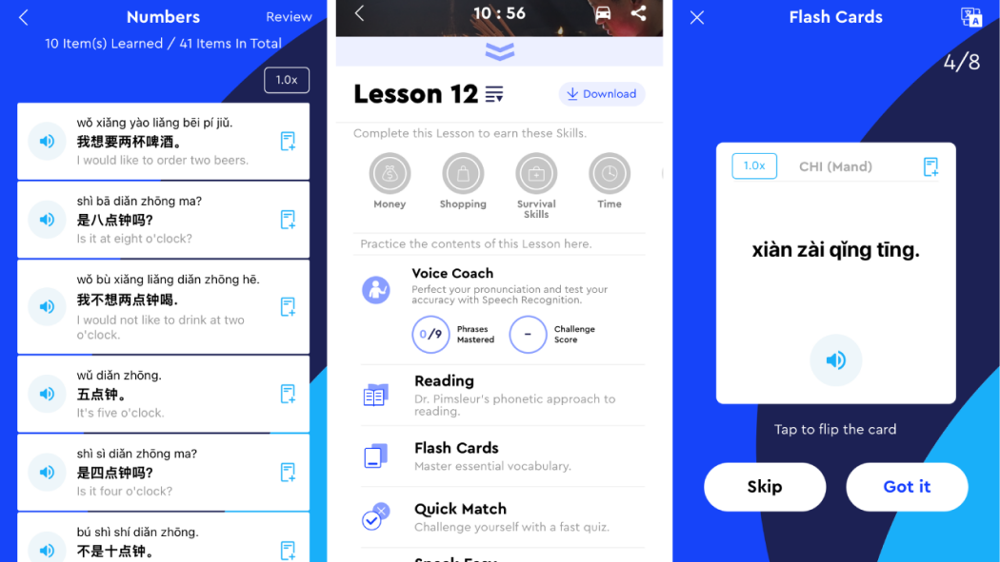 Numbers
Review
10 Item(s) Learned / 41 Items In Total
1.0x
wǒ xiǎng yào liǎng bēi pí jiǔ.
我想要两杯啤酒。
I would like to order two beers.
shì bā diǎn zhōng ma?
是八点钟吗?
Is it at eight o'clock?
wǒ bù xiǎng liǎng diǎn zhōng hē.
我不想两点钟喝.
I would not like to drink at two
o'clock.
wǔ diǎn zhōng.
五点钟。
It's five o'clock.
shì sì diǎn zhōng ma?
是四点钟吗?
Is it four o'clock?
bú shì shí diǎn zhōng.
不是十点钟。
10 : 56
Lesson 12
Download
Complete this Lesson to earn these Skills.
Money
Shopping
Survival
Skills
Time
Practice the contents of this Lesson here.
Voice Coach
Perfect your pronunciation and test your
accuracy with Speech Recognition.
0/9
Phrases
Mastered
–
Challenge
Score
Reading
Dr. Pimsleur's phonetic approach to
reading.
Flash Cards
Master essential vocabulary.
Quick Match
Challenge yourself with a fast quiz.
Speak Easy
Flash Cards
4/8
1.0x
CHI (Mand)
xiàn zài qǐng tīng.
Tap to flip the card
Skip
Got it